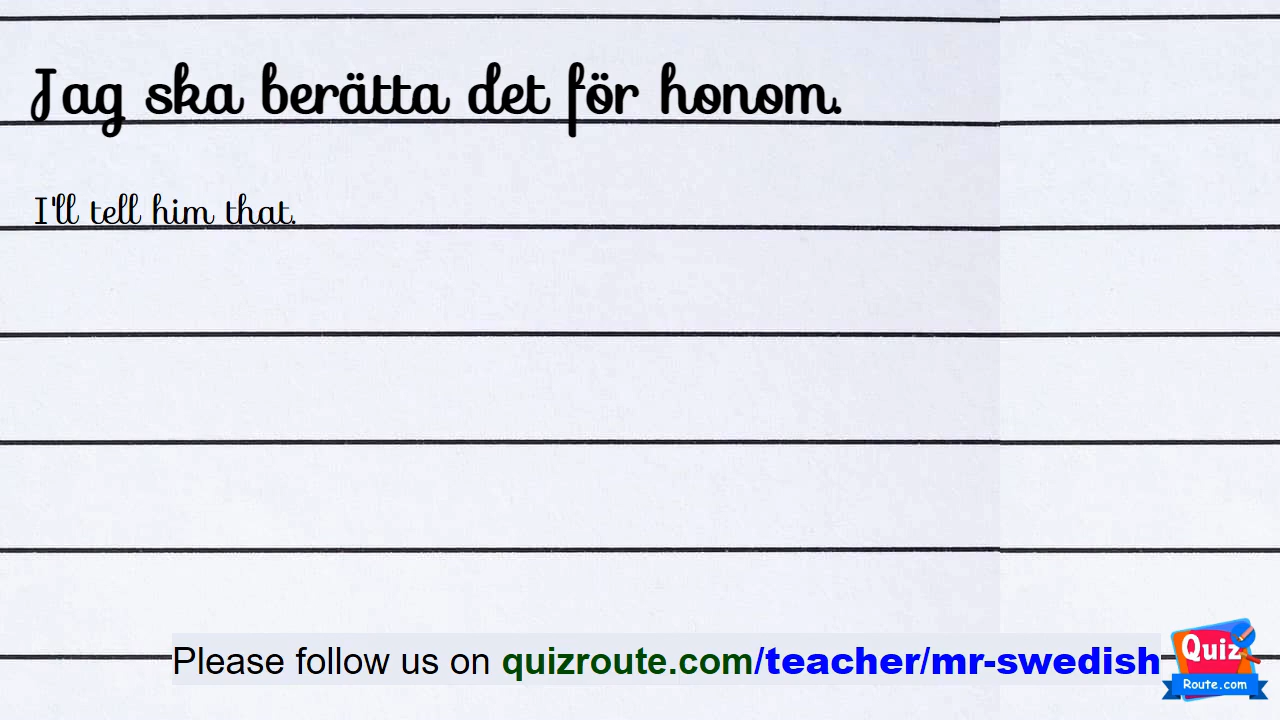 Jag ska berätta det för honom.
I'll tell him that.
Please follow us on quizroute.com/teacher/mr-swedish
Quiz
Route.com